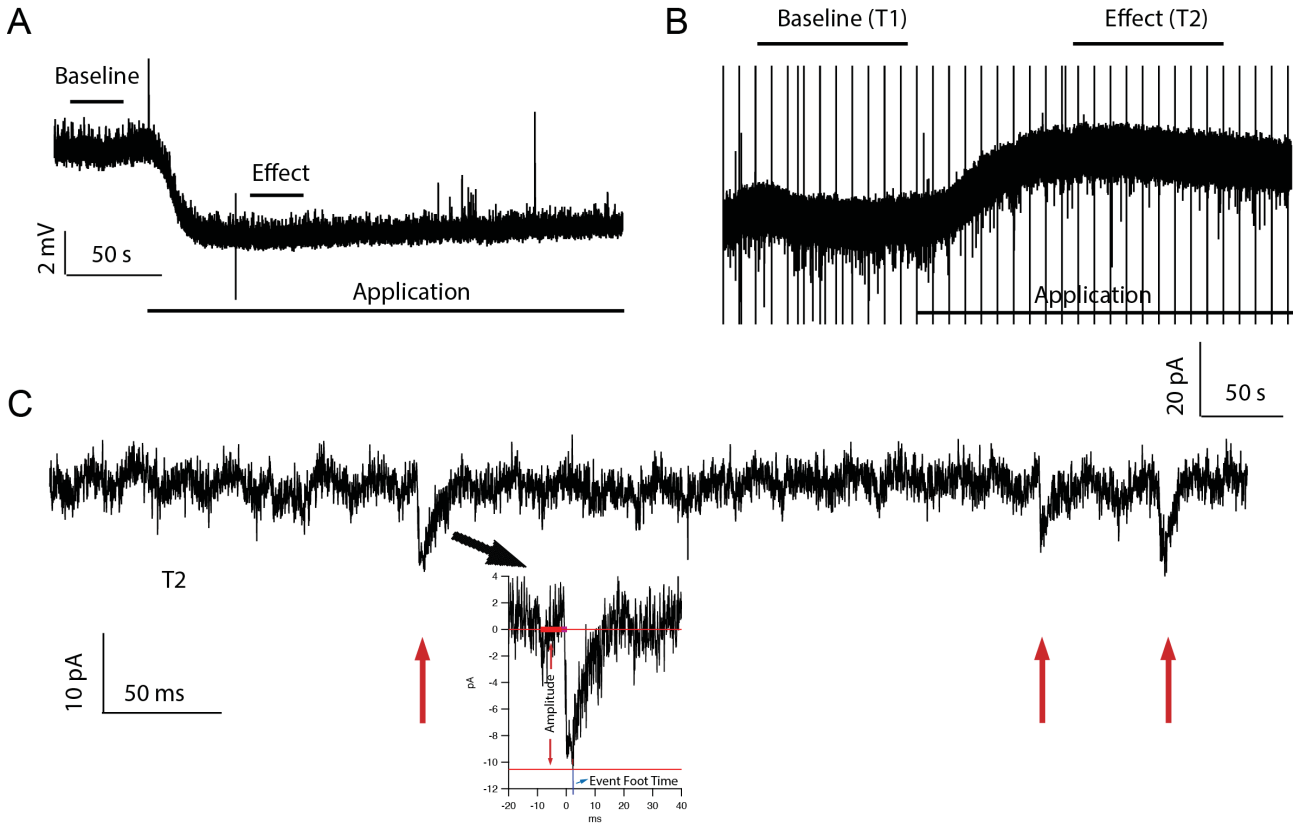 A
Baseline
Effect
2 mV
50 s
Application
B
Baseline (T1)
Effect (T2)
Application
20 pA
50 s
C
T2
10 pA
50 ms
4
2
0
-2
-4
-6
-8
-10
-12
pA
Amplitude
Event Foot Time
-20 -10 0 10 20 30 40
ms